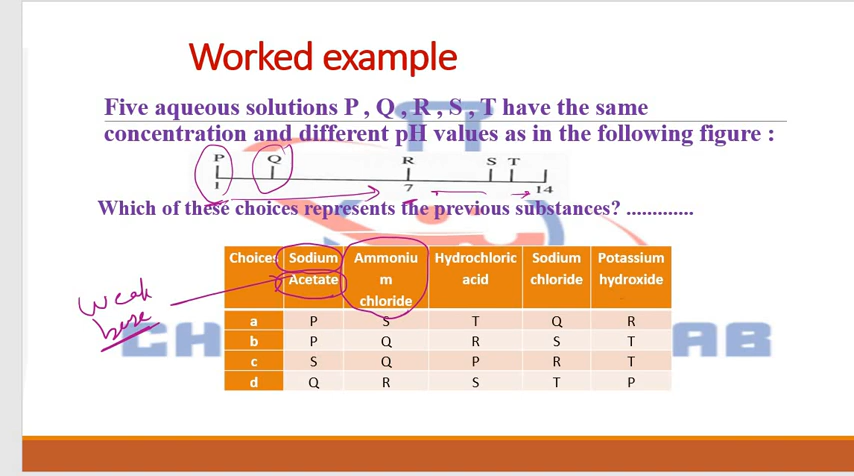 Worked example
Five aqueous solutions P , Q , R , S , T have the same
concentration and different pH values as in the following figure :
P Q R S T
1 7 14
Which of these choices represents the previous substances? .............
Choices Sodium Acetate Ammonium chloride Hydrochloric acid Sodium chloride Potassium hydroxide
weak
base
a P S T Q R
b P Q R S T
c S Q P R T
d Q R S T P
CH AB